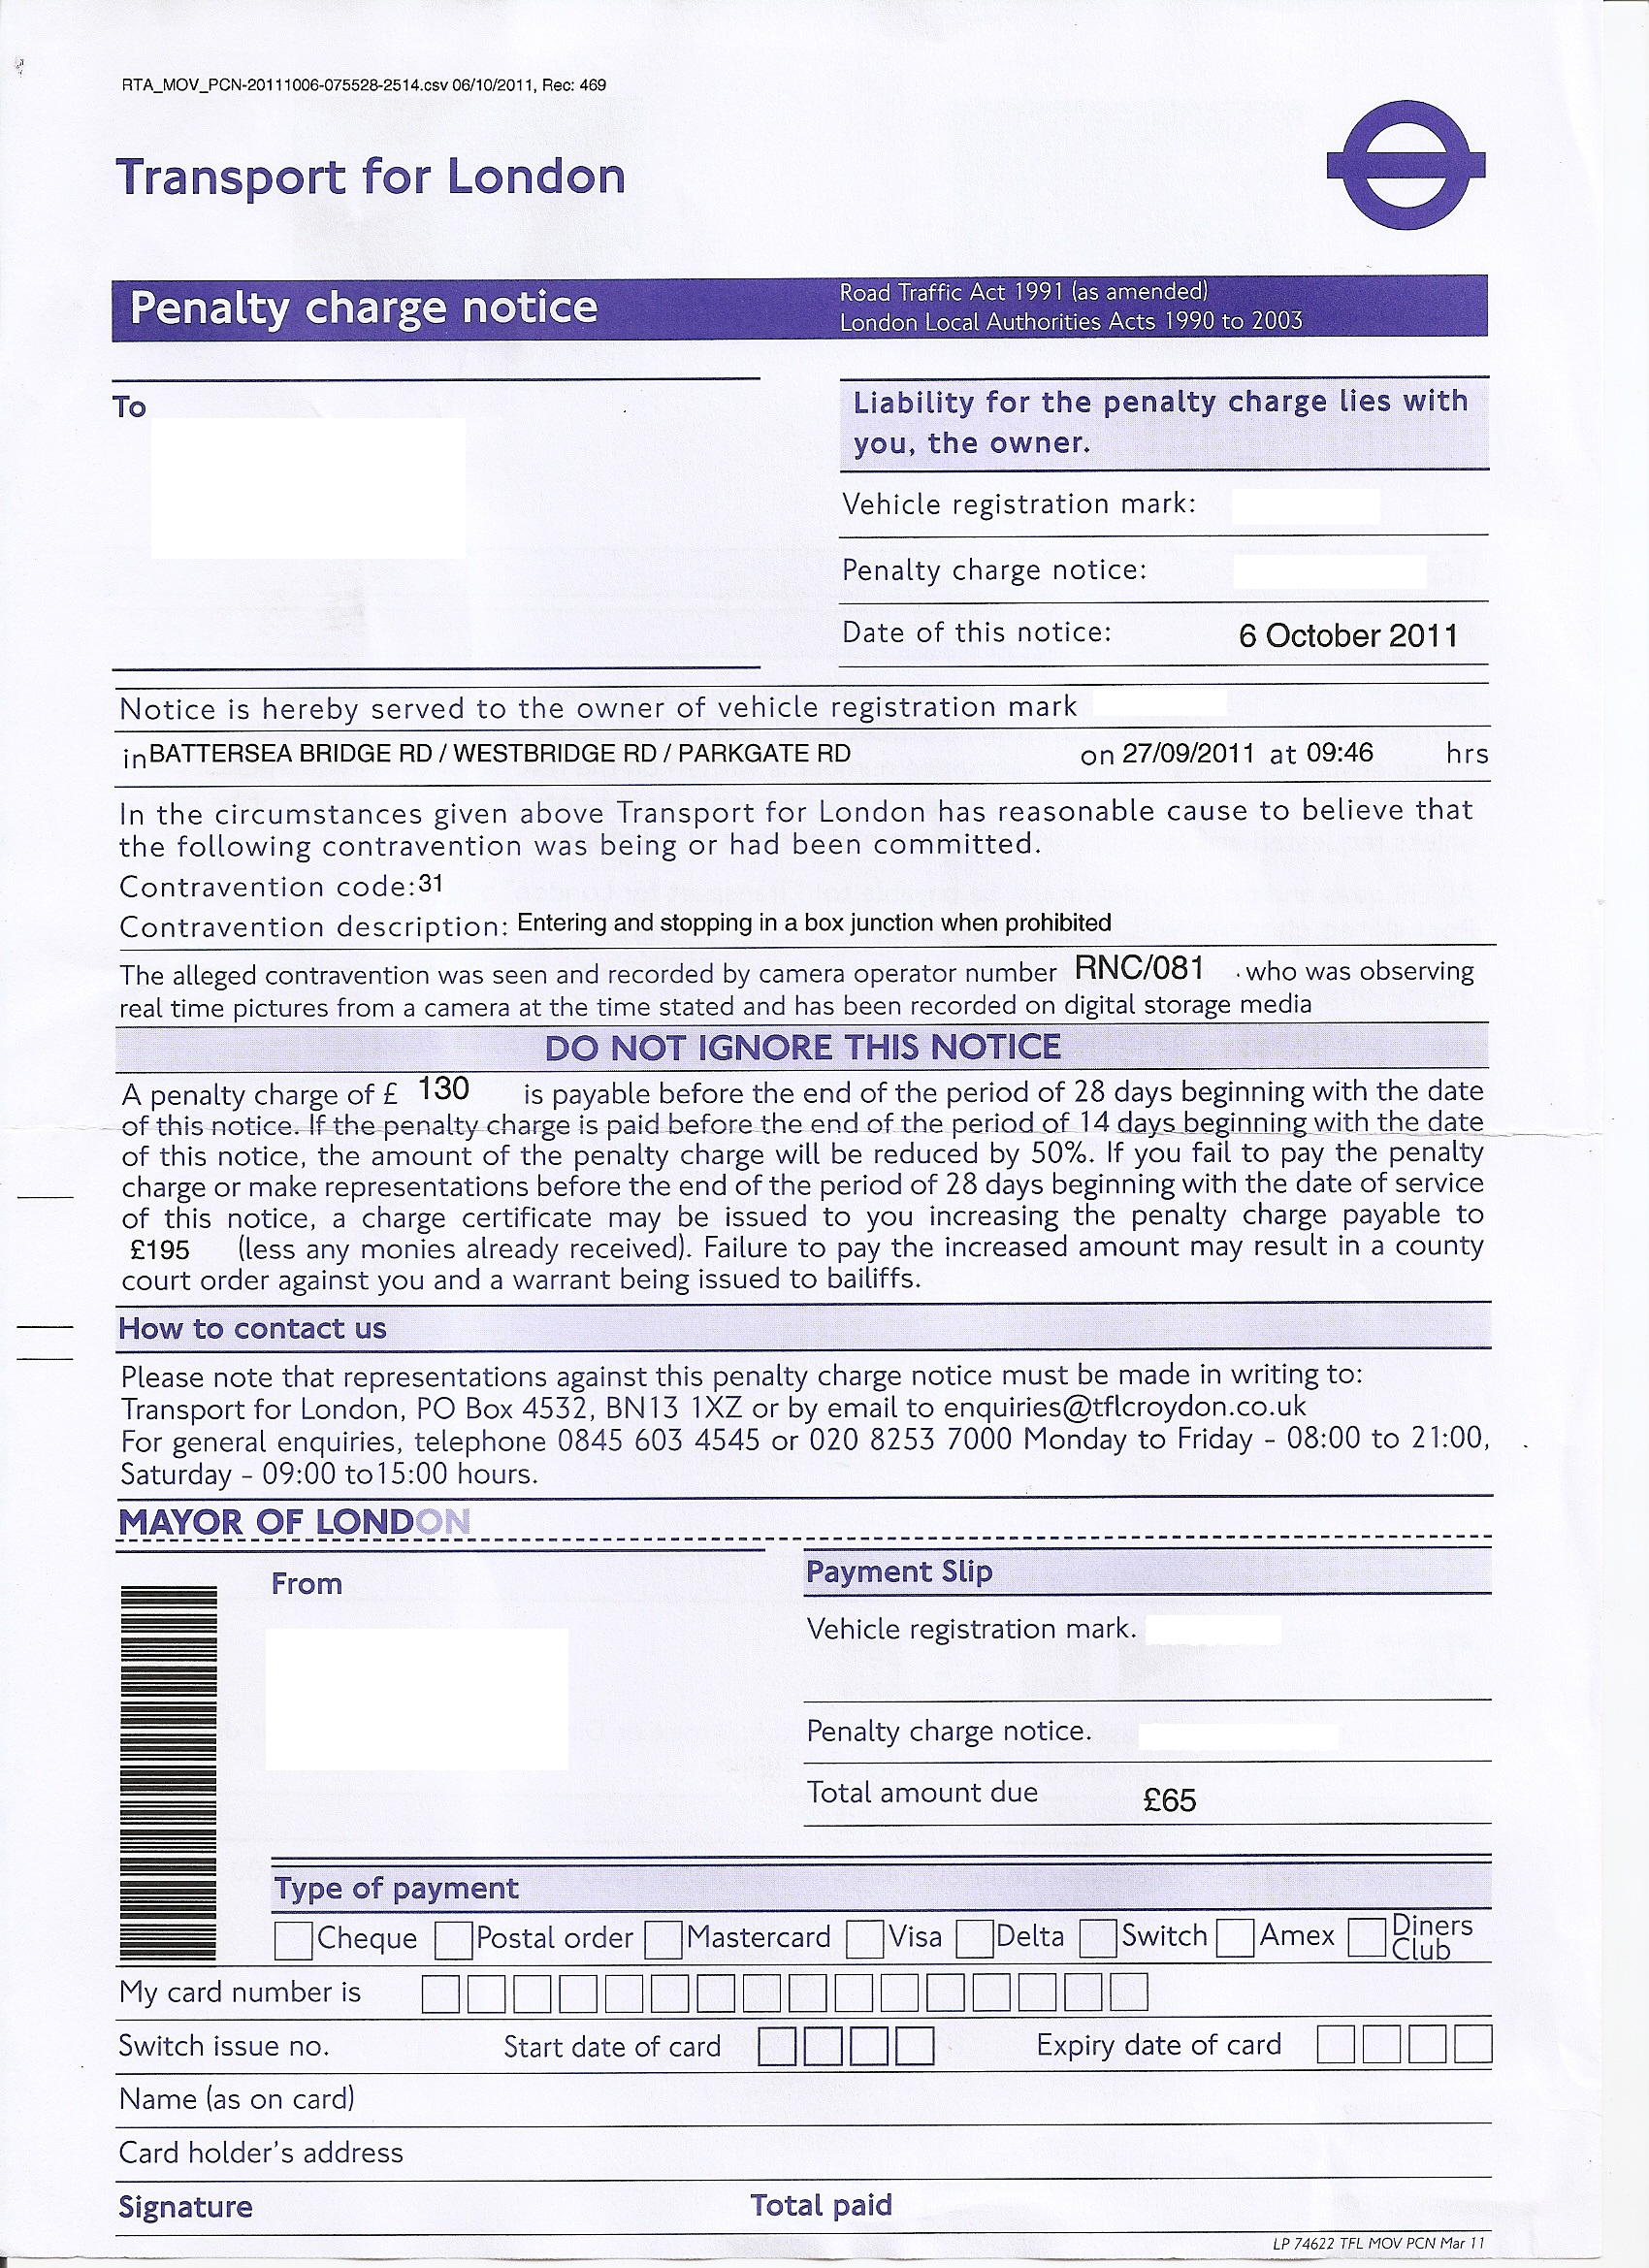 RTA_MOV_PCN-20111006-075528-2514.csv 06/10/2011, Rec: 469
Transport for London
Penalty charge notice
Road Traffic Act 1991 (as amended)
London Local Authorities Acts 1990 to 2003
To
Liability for the penalty charge lies with
you, the owner.
Vehicle registration mark:
Penalty charge notice:
Date of this notice: 6 October 2011
Notice is hereby served to the owner of vehicle registration mark
in BATTERSEA BRIDGE RD / WESTBRIDGE RD / PARKGATE RD on 27/09/2011 at 09:46 hrs
In the circumstances given above Transport for London has reasonable cause to believe that
the following contravention was being or had been committed.
Contravention code: 31
Contravention description: Entering and stopping in a box junction when prohibited
The alleged contravention was seen and recorded by camera operator number RNC/081 who was observing
real time pictures from a camera at the time stated and has been recorded on digital storage media
DO NOT IGNORE THIS NOTICE
A penalty charge of £ 130 is payable before the end of the period of 28 days beginning with the date
of this notice. If the penalty charge is paid before the end of the period of 14 days beginning with the date
of this notice, the amount of the penalty charge will be reduced by 50%. If you fail to pay the penalty
charge or make representations before the end of the period of 28 days beginning with the date of service
of this notice, a charge certificate may be issued to you increasing the penalty charge payable to
£195 (less any monies already received). Failure to pay the increased amount may result in a county
court order against you and a warrant being issued to bailiffs.
How to contact us
Please note that representations against this penalty charge notice must be made in writing to:
Transport for London, PO Box 4532, BN13 1XZ or by email to enquiries@tflcroydon.co.uk
For general enquiries, telephone 0845 603 4545 or 020 8253 7000 Monday to Friday - 08:00 to 21:00,
Saturday - 09:00 to15:00 hours.
MAYOR OF LONDON
From
Payment Slip
Vehicle registration mark.
Penalty charge notice.
Total amount due £65
Type of payment
Cheque Postal order Mastercard Visa Delta Switch Amex Diners Club
My card number is
Switch issue no. Start date of card Expiry date of card
Name (as on card)
Card holder's address
Signature Total paid
LP 74622 TFL MOV PCN Mar 11